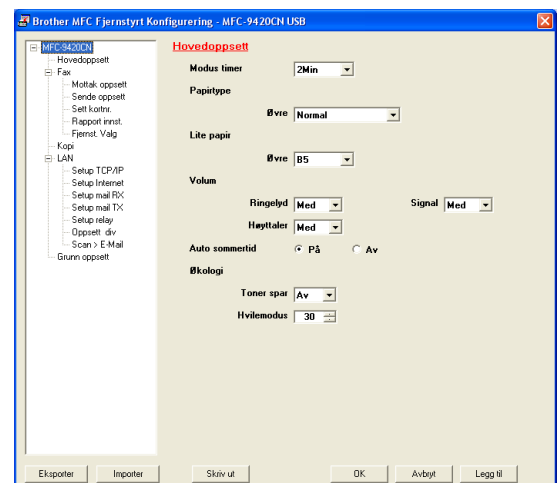 Brother MFC Fjernstyrt Konfigurering - MFC-9420CN USB
MFC-9420CN
Hovedoppsett
Fax
Mottak oppsett
Sende oppsett
Sett kortnr.
Rapport innst.
Fjernst. Valg
Kopi
LAN
Setup TCP/IP
Setup Internet
Setup mail RX
Setup mail TX
Setup relay
Oppsett div
Scan > E-Mail
Grunn oppsett
Hovedoppsett
Modus timer 2Min
Papirtype
Øvre Normal
Lite papir
Øvre B5
Volum
Ringelyd Med Signal Med
Høyttaler Med
Auto sommertid På Av
Økologi
Toner spar Av
Hvilemodus 30
Eksporter Importer Skriv ut OK Avbryt Legg til